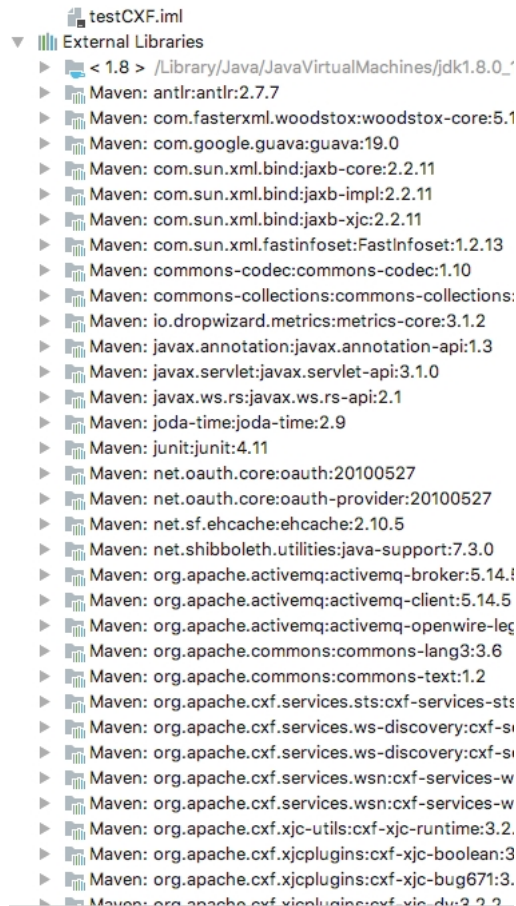 testCXF.iml
External Libraries
< 1.8 > /Library/Java/JavaVirtualMachines/jdk1.8.0_1
Maven: antlr:antlr:2.7.7
Maven: com.fasterxml.woodstox:woodstox-core:5.1
Maven: com.google.guava:guava:19.0
Maven: com.sun.xml.bind:jaxb-core:2.2.11
Maven: com.sun.xml.bind:jaxb-impl:2.2.11
Maven: com.sun.xml.bind:jaxb-xjc:2.2.11
Maven: com.sun.xml.fastinfoset:FastInfoset:1.2.13
Maven: commons-codec:commons-codec:1.10
Maven: commons-collections:commons-collections:
Maven: io.dropwizard.metrics:metrics-core:3.1.2
Maven: javax.annotation:javax.annotation-api:1.3
Maven: javax.servlet:javax.servlet-api:3.1.0
Maven: javax.ws.rs:javax.ws.rs-api:2.1
Maven: joda-time:joda-time:2.9
Maven: junit:junit:4.11
Maven: net.oauth.core:oauth:20100527
Maven: net.oauth.core:oauth-provider:20100527
Maven: net.sf.ehcache:ehcache:2.10.5
Maven: net.shibboleth.utilities:java-support:7.3.0
Maven: org.apache.activemq:activemq-broker:5.14.5
Maven: org.apache.activemq:activemq-client:5.14.5
Maven: org.apache.activemq:activemq-openwire-leg
Maven: org.apache.commons:commons-lang3:3.6
Maven: org.apache.commons:commons-text:1.2
Maven: org.apache.cxf.services.sts:cxf-services-sts
Maven: org.apache.cxf.services.ws-discovery:cxf-se
Maven: org.apache.cxf.services.ws-discovery:cxf-se
Maven: org.apache.cxf.services.wsn:cxf-services-w
Maven: org.apache.cxf.services.wsn:cxf-services-w
Maven: org.apache.cxf.xjc-utils:cxf-xjc-runtime:3.2.
Maven: org.apache.cxf.xjcplugins:cxf-xjc-boolean:3
Maven: org.apache.cxf.xjcplugins:cxf-xjc-bug671:3.
Maven: org.apache.cxf.xjcplugins:cxf-xjc-dv:3.2.2